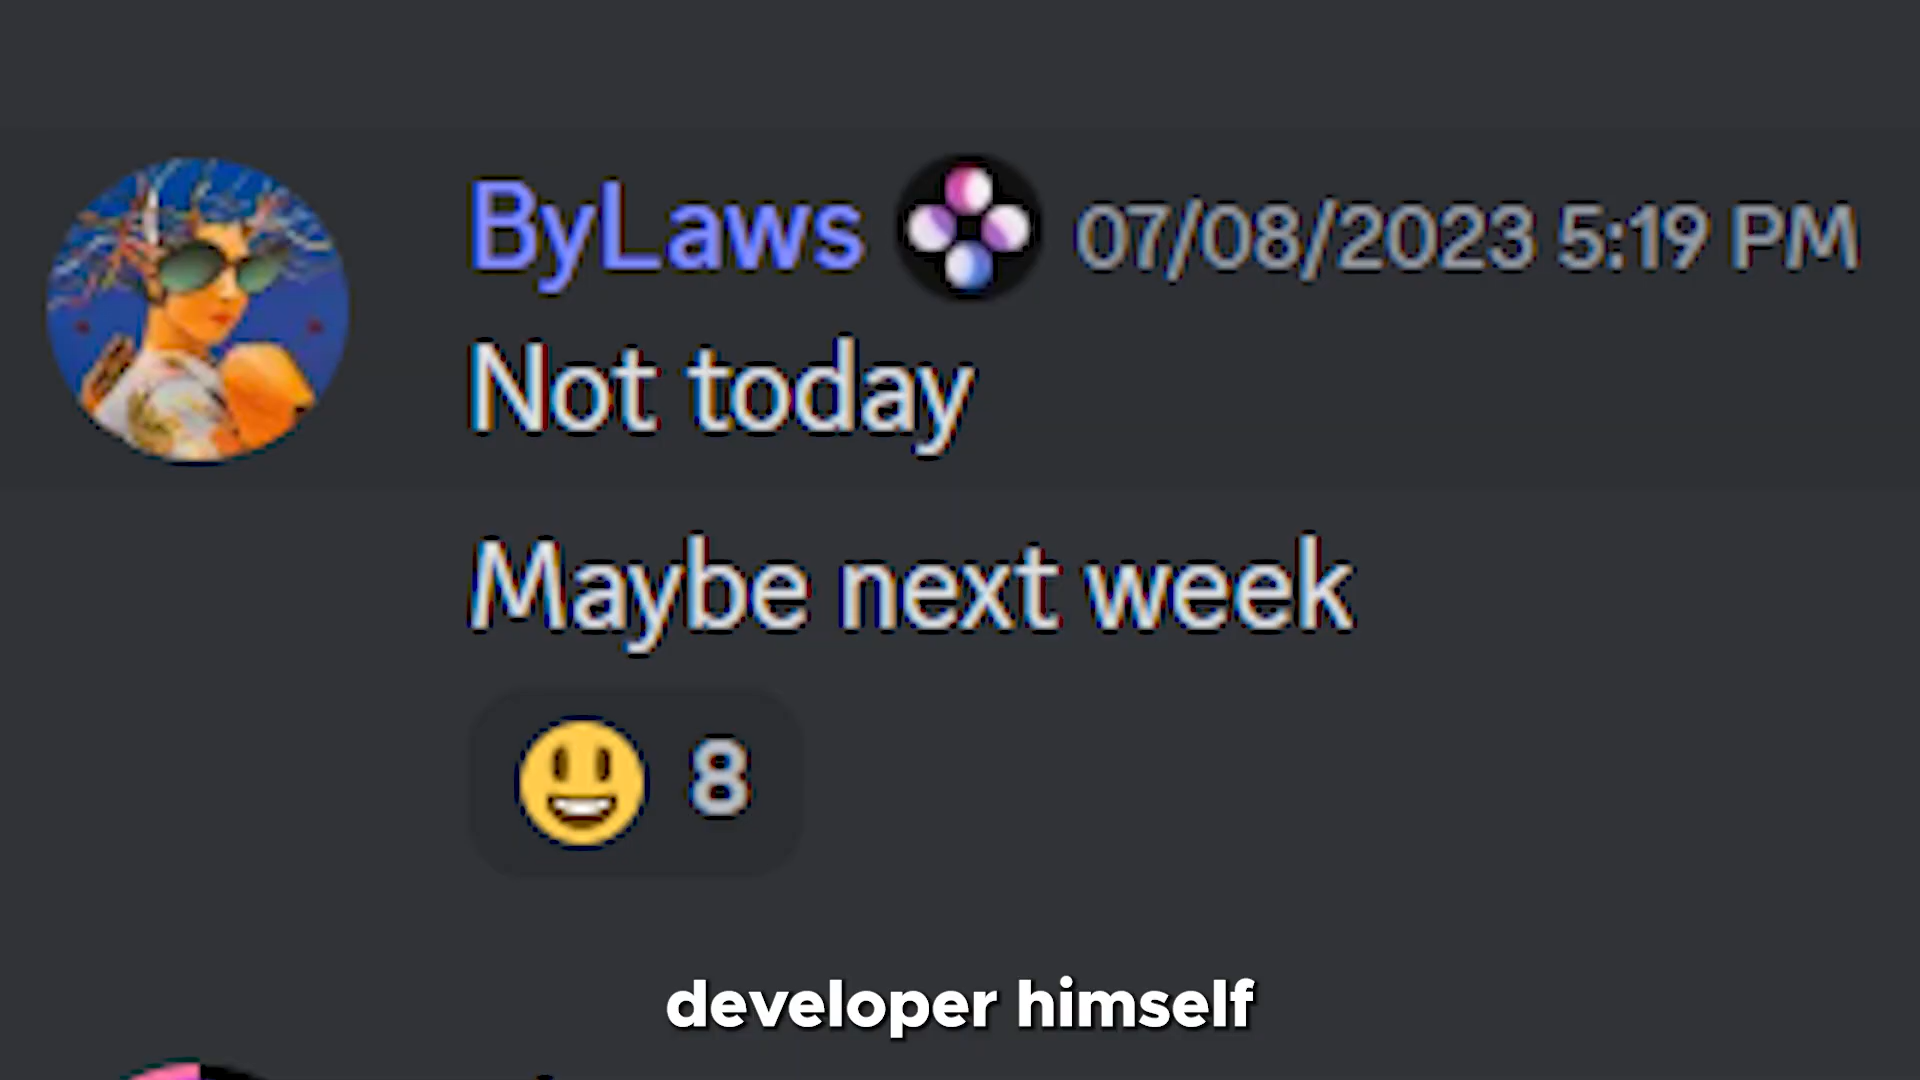 ByLaws 07/08/2023 5:19 PM
Not today
Maybe next week
8
developer himself